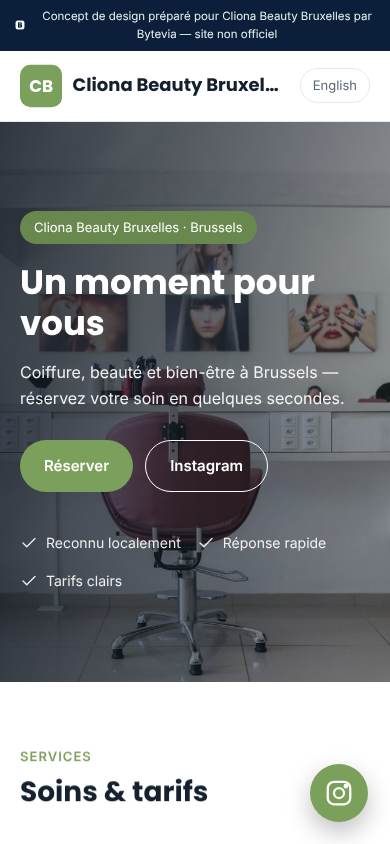 Concept de design préparé pour Cliona Beauty Bruxelles par
Bytevia — site non officiel
CB
Cliona Beauty Bruxel...
English
Cliona Beauty Bruxelles · Brussels
Un moment pour
vous
Coiffure, beauté et bien-être à Brussels —
réservez votre soin en quelques secondes.
Réserver
Instagram
Reconnu localement
Réponse rapide
Tarifs clairs
SERVICES
Soins & tarifs